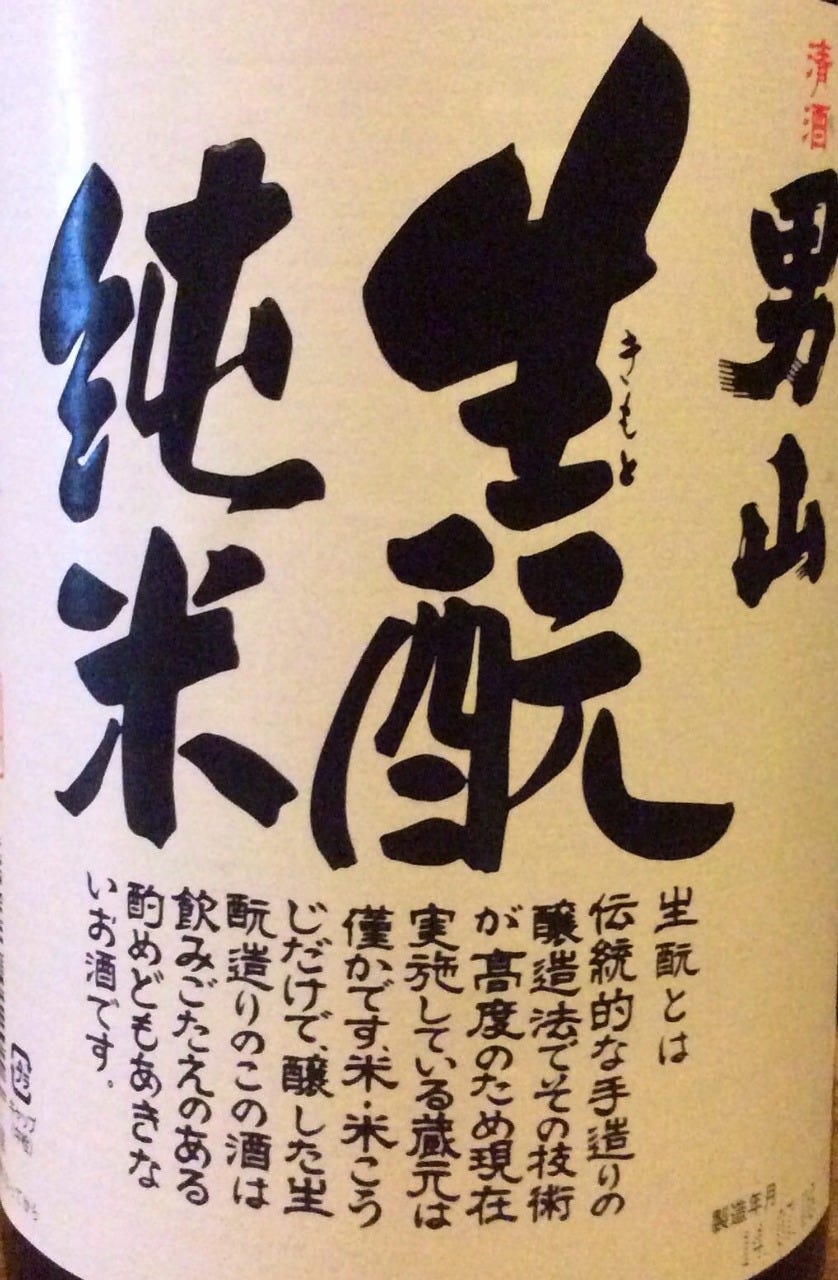 清酒
男山
生酛
きもと
純米
生酛とは
伝統的な手造りの
醸造法でその技術
が高度のため現在
実施している蔵元は
僅かです。米・米こう
じだけで、醸した生
酛造りのこの酒は
飲みごたえのある
酌めどもあきな
いお酒です。
製造年月